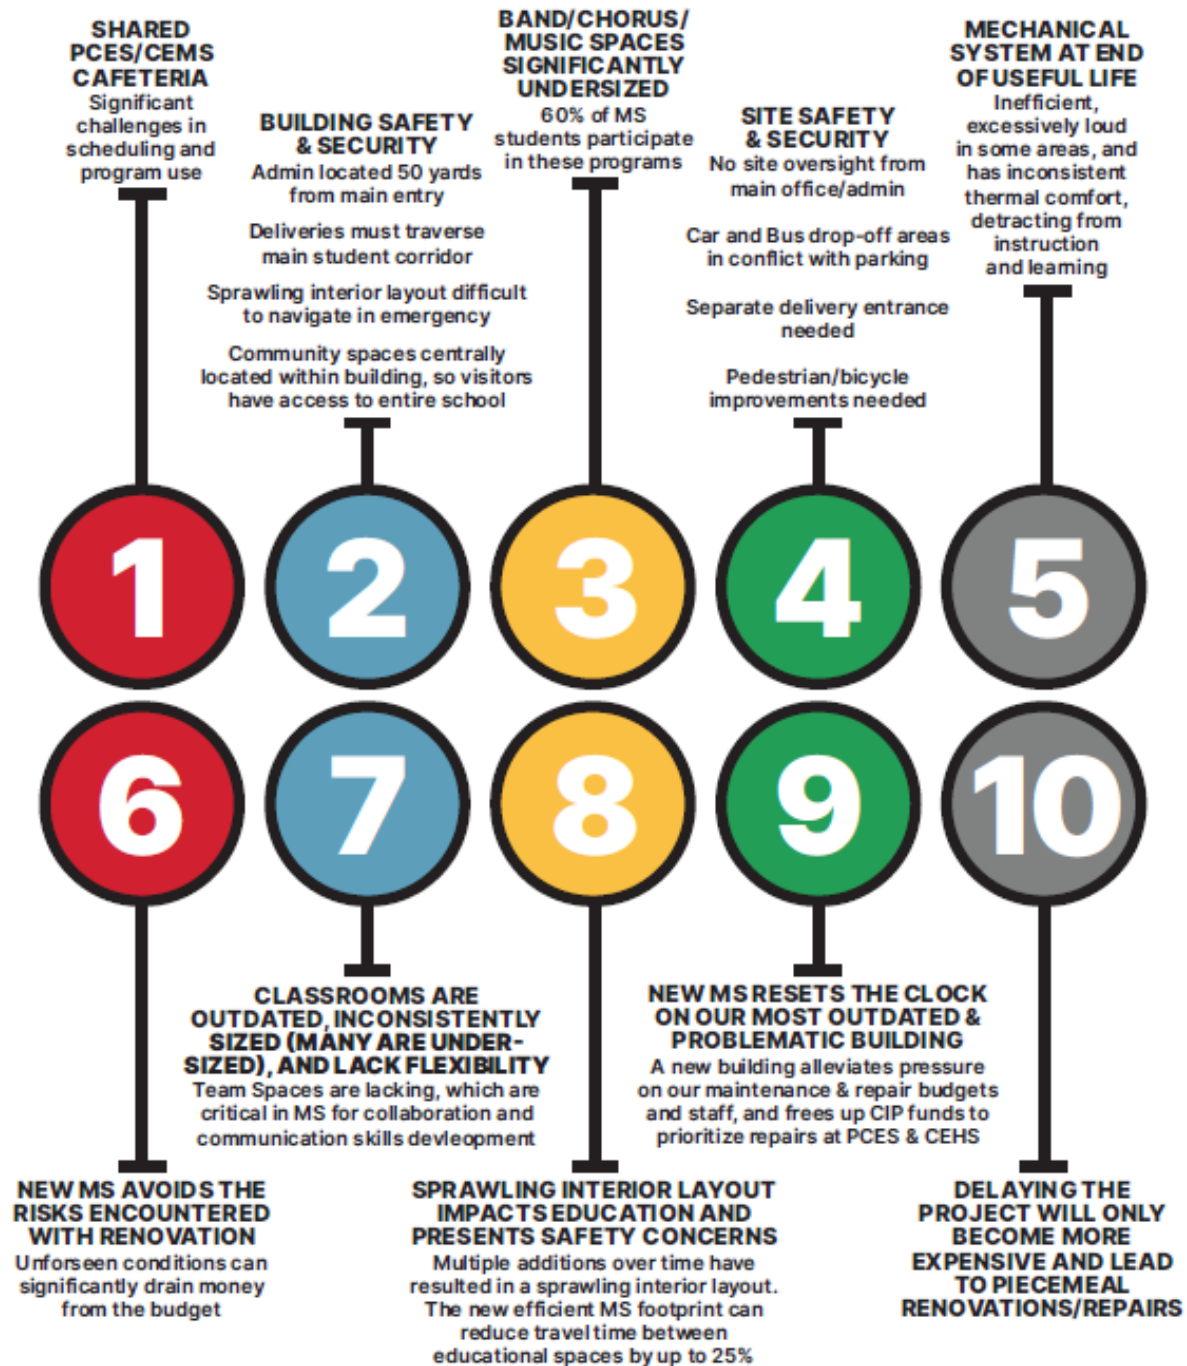 SHARED
PCES/CEMS
CAFETERIA
Significant
challenges in
scheduling and
program use
BUILDING SAFETY
& SECURITY
Admin located 50 yards
from main entry
Deliveries must traverse
main student corridor
Sprawling interior layout difficult
to navigate in emergency
Community spaces centrally
located within building, so visitors
have access to entire school
BAND/CHORUS/
MUSIC SPACES
SIGNIFICANTLY
UNDERSIZED
60% of MS
students participate
in these programs
SITE SAFETY
& SECURITY
No site oversight from
main office/admin
Car and Bus drop-off areas
in conflict with parking
Separate delivery entrance
needed
Pedestrian/bicycle
improvements needed
MECHANICAL
SYSTEM AT END
OF USEFUL LIFE
Inefficient,
excessively loud
in some areas, and
has inconsistent
thermal comfort,
detracting from
instruction
and learning
1
2
3
4
5
6
7
8
9
10
NEW MS AVOIDS THE
RISKS ENCOUNTERED
WITH RENOVATION
Unforseen conditions can
significantly drain money
from the budget
CLASSROOMS ARE
OUTDATED, INCONSISTENTLY
SIZED (MANY ARE UNDER-
SIZED), AND LACK FLEXIBILITY
Team Spaces are lacking, which are
critical in MS for collaboration and
communication skills devleopment
SPRAWLING INTERIOR LAYOUT
IMPACTS EDUCATION AND
PRESENTS SAFETY CONCERNS
Multiple additions over time have
resulted in a sprawling interior layout.
The new efficient MS footprint can
reduce travel time between
educational spaces by up to 25%
NEW MS RESETS THE CLOCK
ON OUR MOST OUTDATED &
PROBLEMATIC BUILDING
A new building alleviates pressure
on our maintenance & repair budgets
and staff, and frees up CIP funds to
prioritize repairs at PCES & CEHS
DELAYING THE
PROJECT WILL ONLY
BECOME MORE
EXPENSIVE AND LEAD
TO PIECEMEAL
RENOVATIONS/REPAIRS